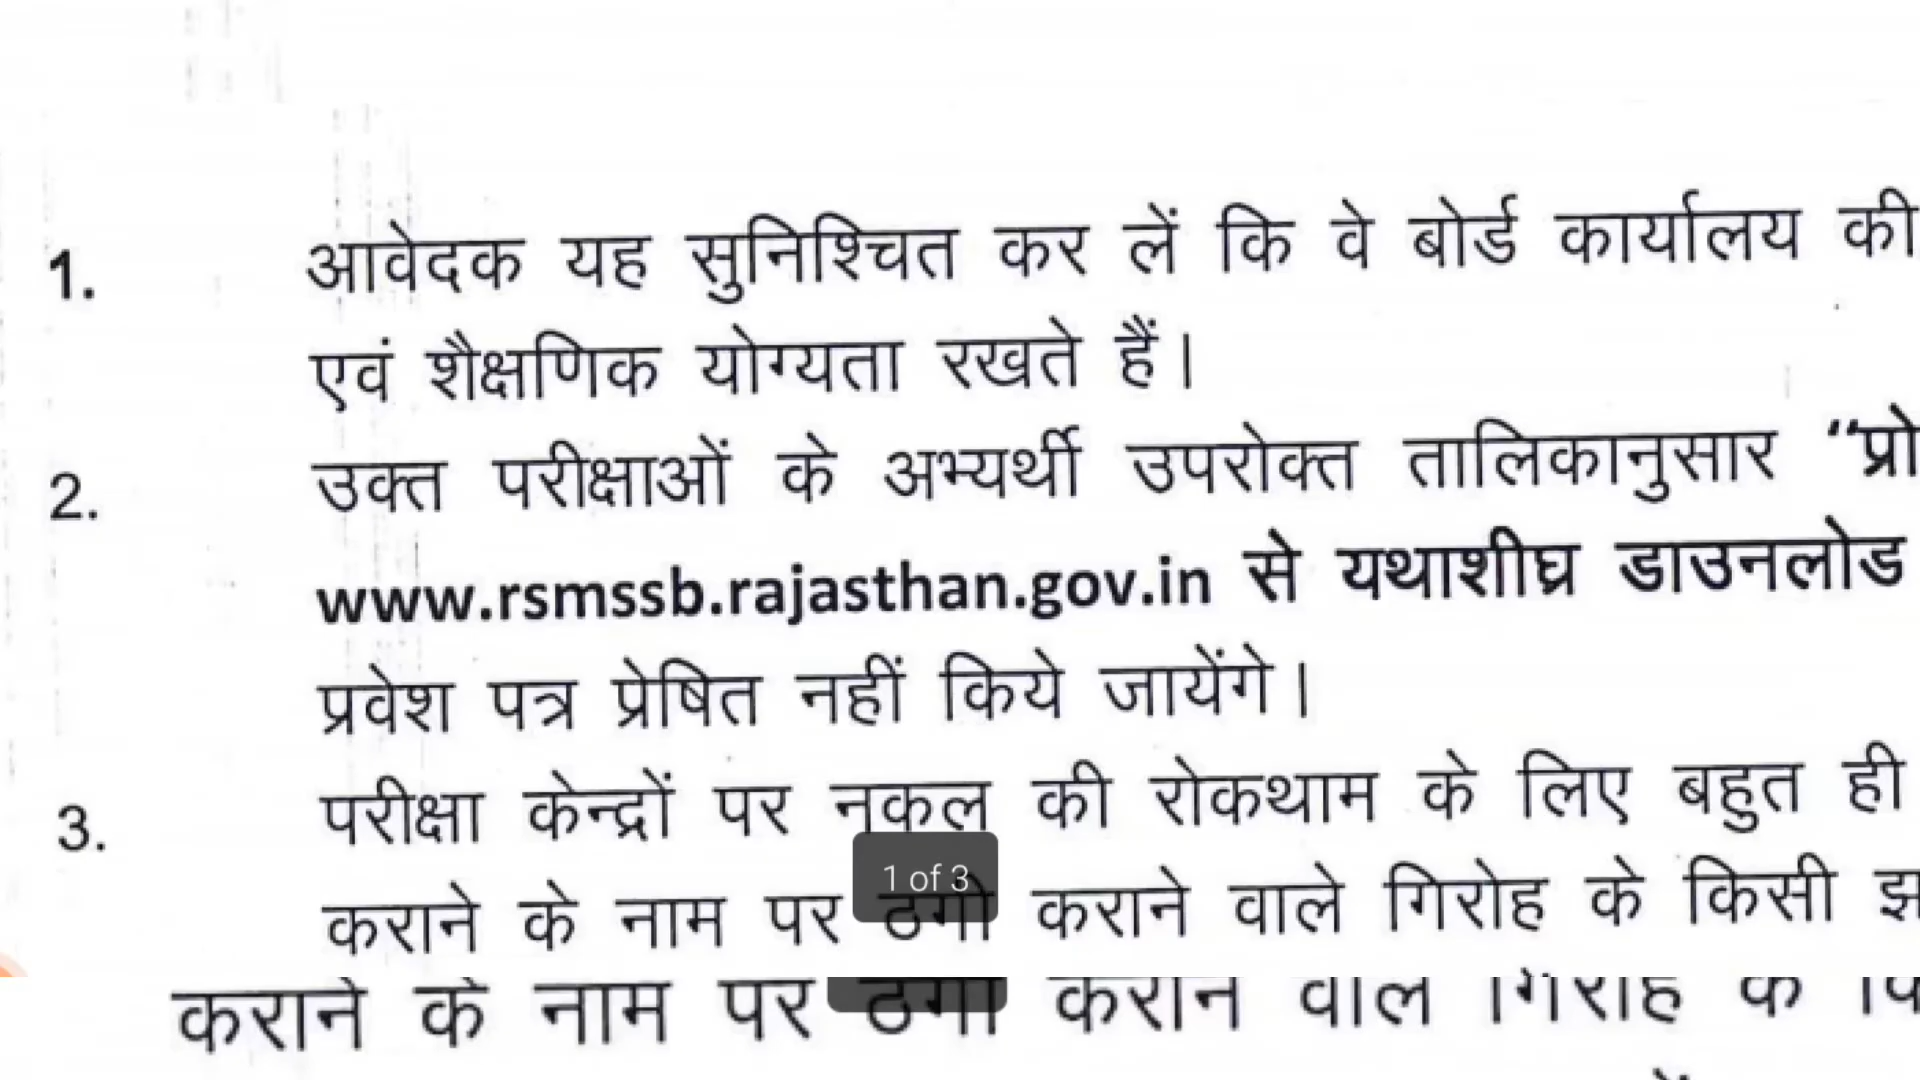 1. आवेदक यह सुनिश्चित कर लें कि वे बोर्ड कार्यालय की
एवं शैक्षणिक योग्यता रखते हैं।
2. उक्त परीक्षाओं के अभ्यर्थी उपरोक्त तालिकानुसार “प्रो
www.rsmssb.rajasthan.gov.in से यथाशीघ्र डाउनलोड
प्रवेश पत्र प्रेषित नहीं किये जायेंगे।
3. परीक्षा केन्द्रों पर नकल की रोकथाम के लिए बहुत ही
1 of 3
कराने के नाम पर ठगी कराने वाले गिरोह के किसी झ
कराने के नाम पर ठगी कराने वाले गिरोह के